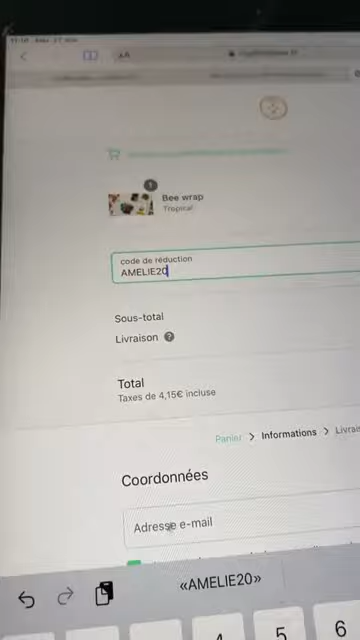 AA
1
Bee wrap
Tropical
code de réduction
AMELIE20
Sous-total
Livraison ?
Total
Taxes de 4,15€ incluse
Panier > Informations > Livrai
Coordonnées
Adresse e-mail
«AMELIE20»
4 5 6